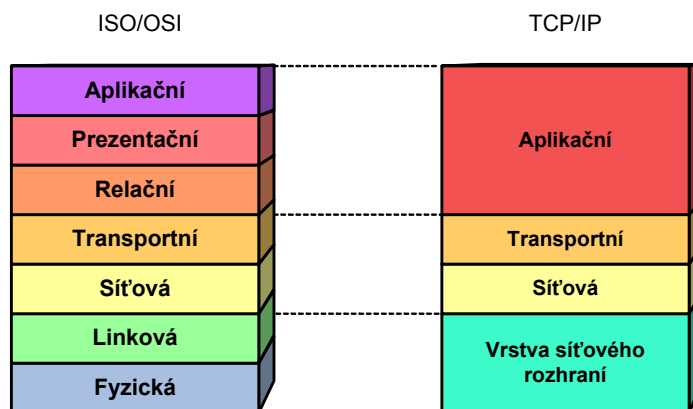 ISO/OSI
TCP/IP
Aplikační
Prezentační
Relační
Transportní
Síťová
Linková
Fyzická
Aplikační
Transportní
Síťová
Vrstva síťového
rozhraní